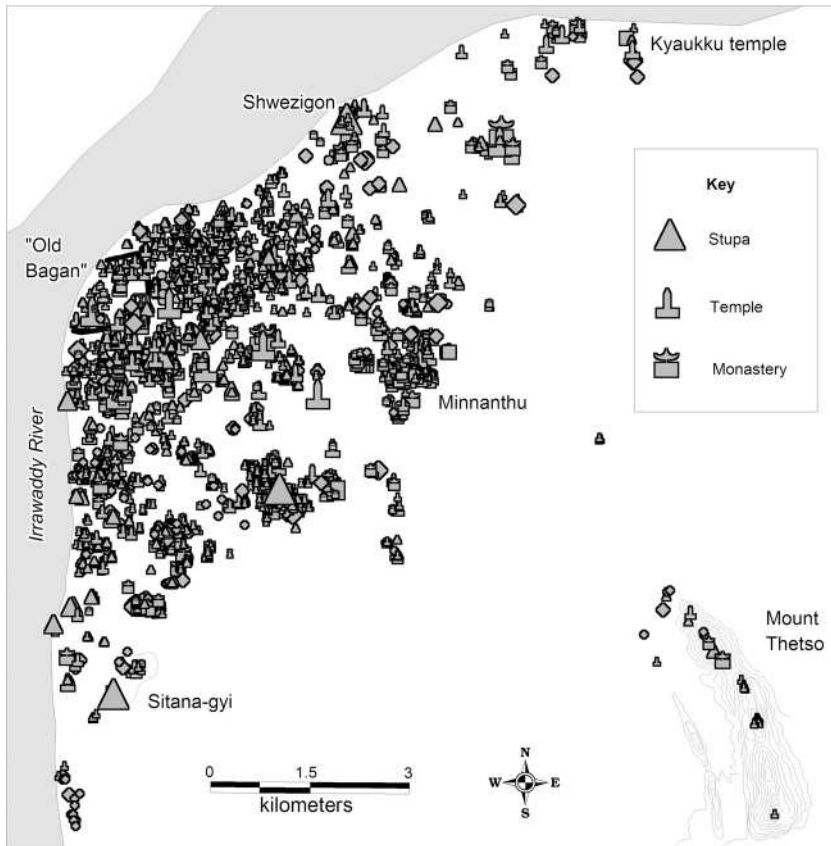 Kyaukku temple
Shwezigon
Key
Stupa
"Old
Bagan"
Temple
Monastery
Minnanthu
Irrawaddy River
Mount
Thetso
Sitana-gyi
0 1.5 3
kilometers
N
W E
S